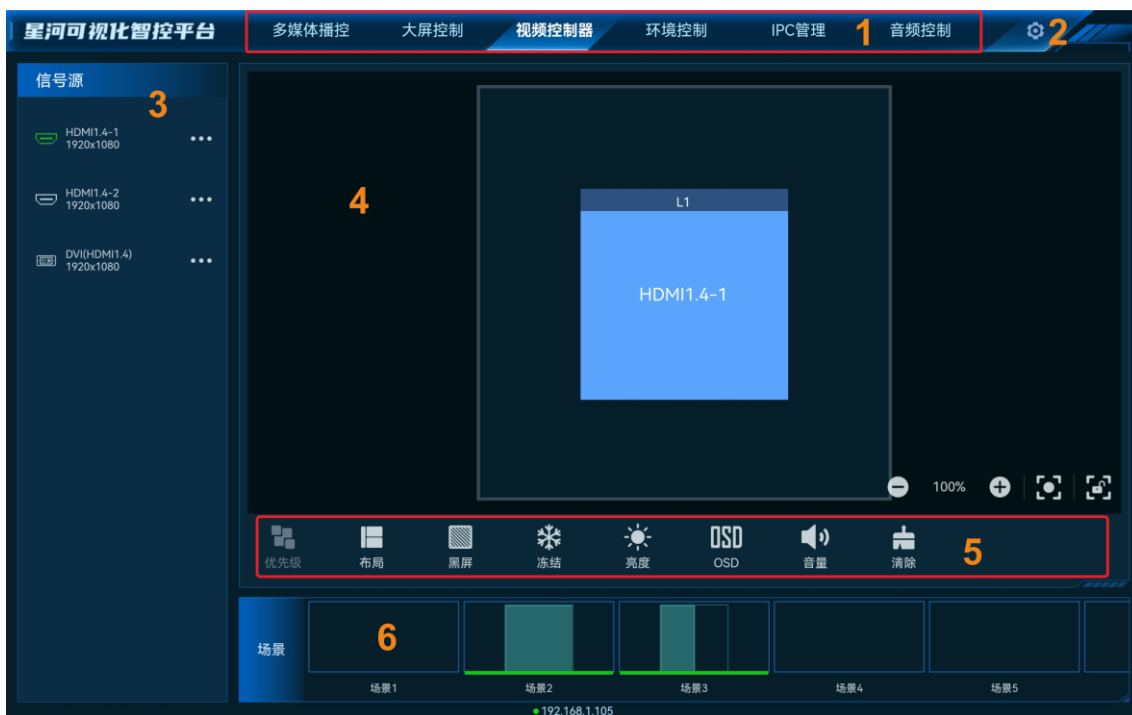 星河可视化智控平台
多媒体播控 大屏控制 视频控制器 环境控制 IPC管理 1 音频控制 2
信号源
3
HDMI1.4-1
1920x1080
HDMI1.4-2
1920x1080
DVI(HDMI1.4)
1920x1080
4
L1
HDMI1.4-1
100%
优先级 布局 黑屏 冻结 亮度 OSD OSD 音量 清除 5
场景
6
场景1 场景2 场景3 场景4 场景5
192.168.1.105